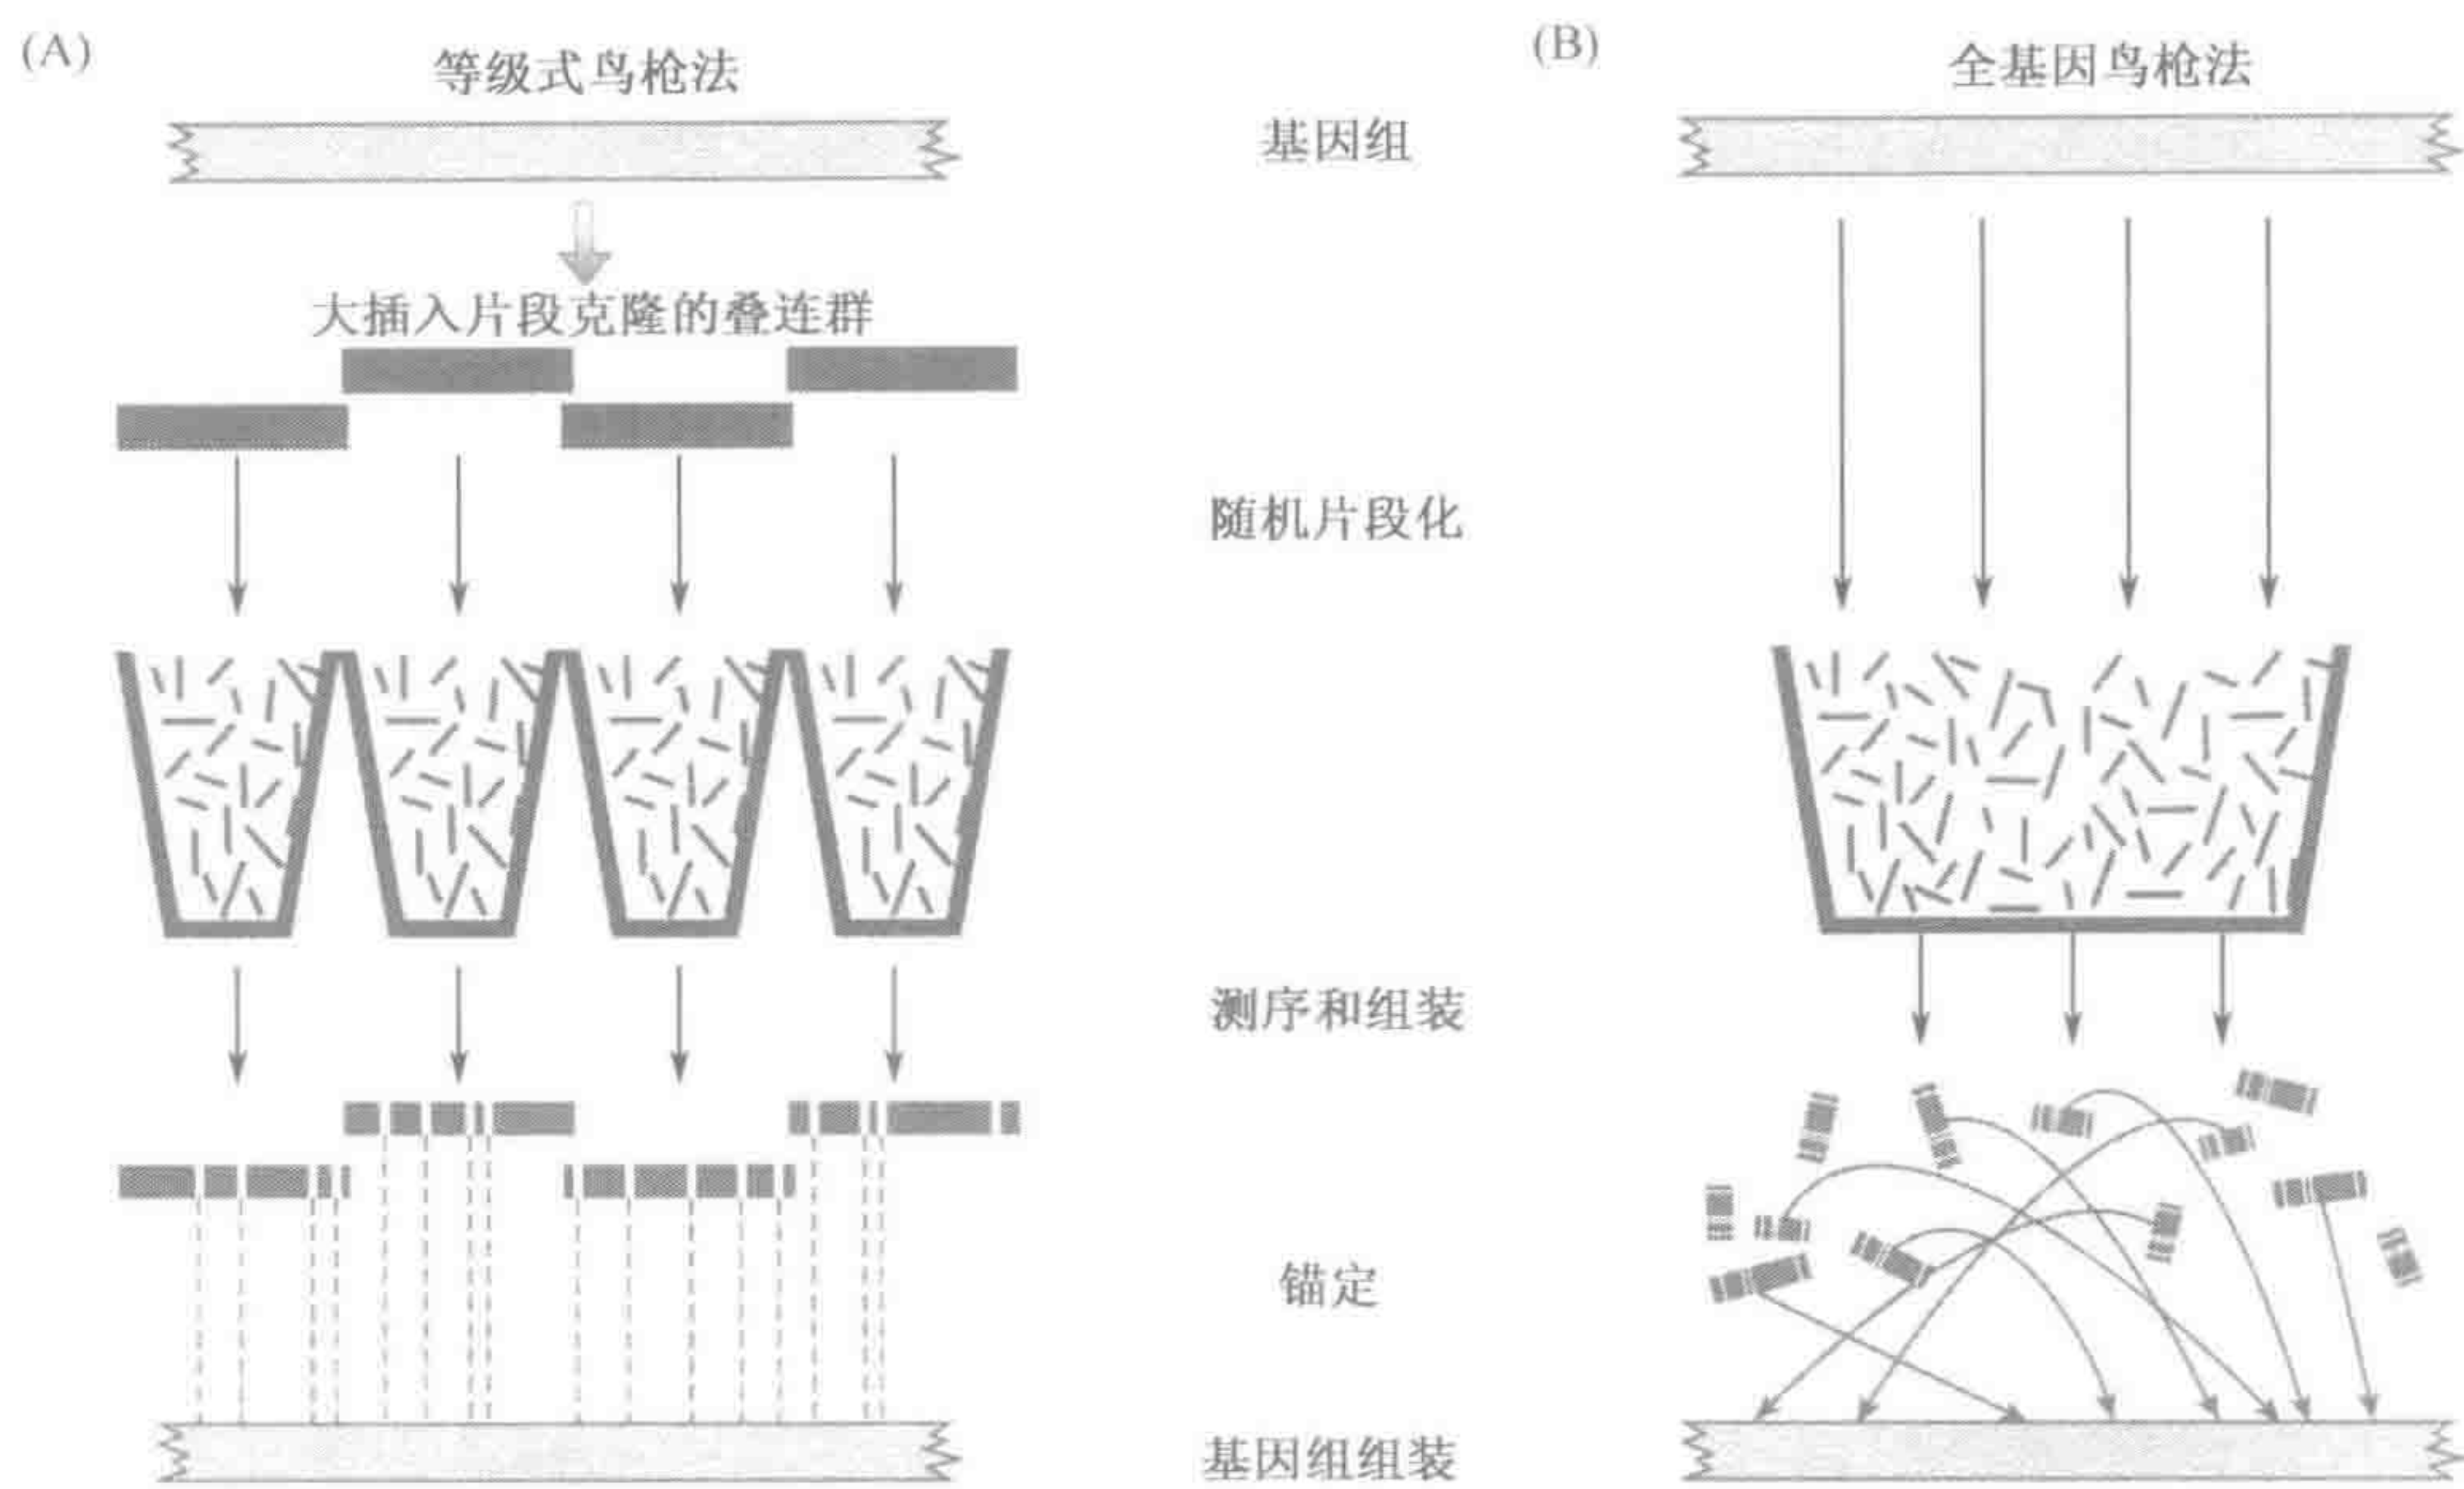 (A)
等级式鸟枪法
(B)
全基因鸟枪法
基因组
大插入片段克隆的叠连群
随机片段化
测序和组装
锚定
基因组组装